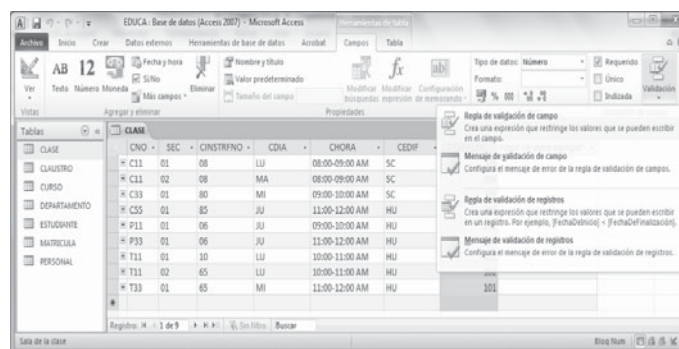 EDUCA : Base de datos (Access 2007) - Microsoft Access
Herramientas de tabla
Archivo Inicio Crear Datos externos Herramientas de base de datos Acrobat Campos Tabla
Ver
AB Texto
12 Número
Moneda
Fecha y hora
Sí/No
Más campos
Eliminar
Nombre y título
Valor predeterminado
Tamaño del campo
Modificar búsquedas
fx Modificar expresión
ab Configuración de memorando
Tipo de datos: Número
Formato:
% 000
Requerido
Único
Indizada
Validación
Vistas Agregar y eliminar Propiedades
Regla de validación de campo
Crea una expresión que restringe los valores que se pueden escribir en el campo.
Mensaje de validación de campo
Configura el mensaje de error de la regla de validación de campos.
Regla de validación de registros
Crea una expresión que restringe los valores que se pueden escribir en un registro. Por ejemplo, [FechaDeInicio] < [FechaDeFinalización].
Mensaje de validación de registros
Configura el mensaje de error de la regla de validación de registros.
Tablas
CLASE
CLAUSTRO
CURSO
DEPARTAMENTO
ESTUDIANTE
MATRICULA
PERSONAL
CLASE
CNO SEC CINSTRFNO CDIA CHORA CEDIF
C11 01 08 LU 08:00-09:00 AM SC
C11 02 08 MA 08:00-09:00 AM SC
C33 01 80 MI 09:00-10:00 AM SC
C55 01 85 JU 11:00-12:00 AM HU
P11 01 06 JU 09:00-10:00 AM HU
P33 01 06 JU 11:00-12:00 AM HU
T11 01 10 LU 10:00-11:00 AM HU
T11 02 65 LU 10:00-11:00 AM HU
T33 01 65 MI 11:00-12:00 AM HU 101
Registro: 1 de 9 Sin filtro Buscar
Sala de la clase
Bloq Num